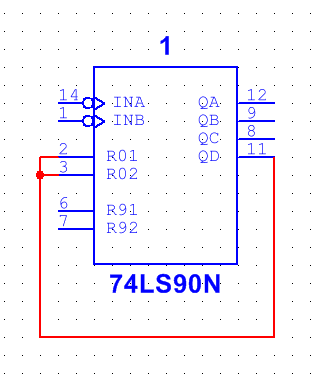 1
14 INA QA 12
1 INB QB 9
QC 8
2 R01 QD 11
3 R02
6 R91
7 R92
74LS90N